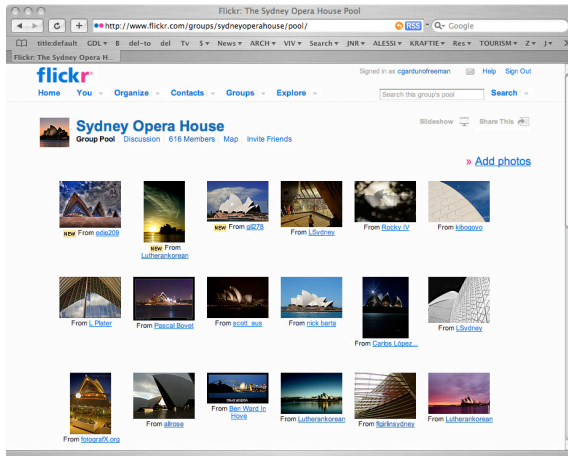 Flickr: The Sydney Opera House Pool
http://www.flickr.com/groups/sydneyoperahouse/pool/
RSS
Google
titledefault GDL B del-to del Tv $ News ARCH VIV Search JNR ALESSI KRAFTIE Res TOURISM Z J
Flickr: The Sydney Opera H...
flickr
Signed in as cgardunofreeman Help Sign Out
Home You Organize Contacts Groups Explore
Search this group's pool
Search
Sydney Opera House
Slideshow Share This
Group Pool Discussion 616 Members Map Invite Friends
» Add photos
NEW From edie209
NEW From Lutherankorean
NEW From gll278
From LSydney
From Rocky IV
From kibogoyo
From L Plater
From Pascal Bovet
From scott_aus
From nick barta
From Carlos López...
From LSydney
From fotografX.org
From allrose
From Ben Ward In Hove
From Lutherankorean
From flgirlinsydney
From Lutherankorean